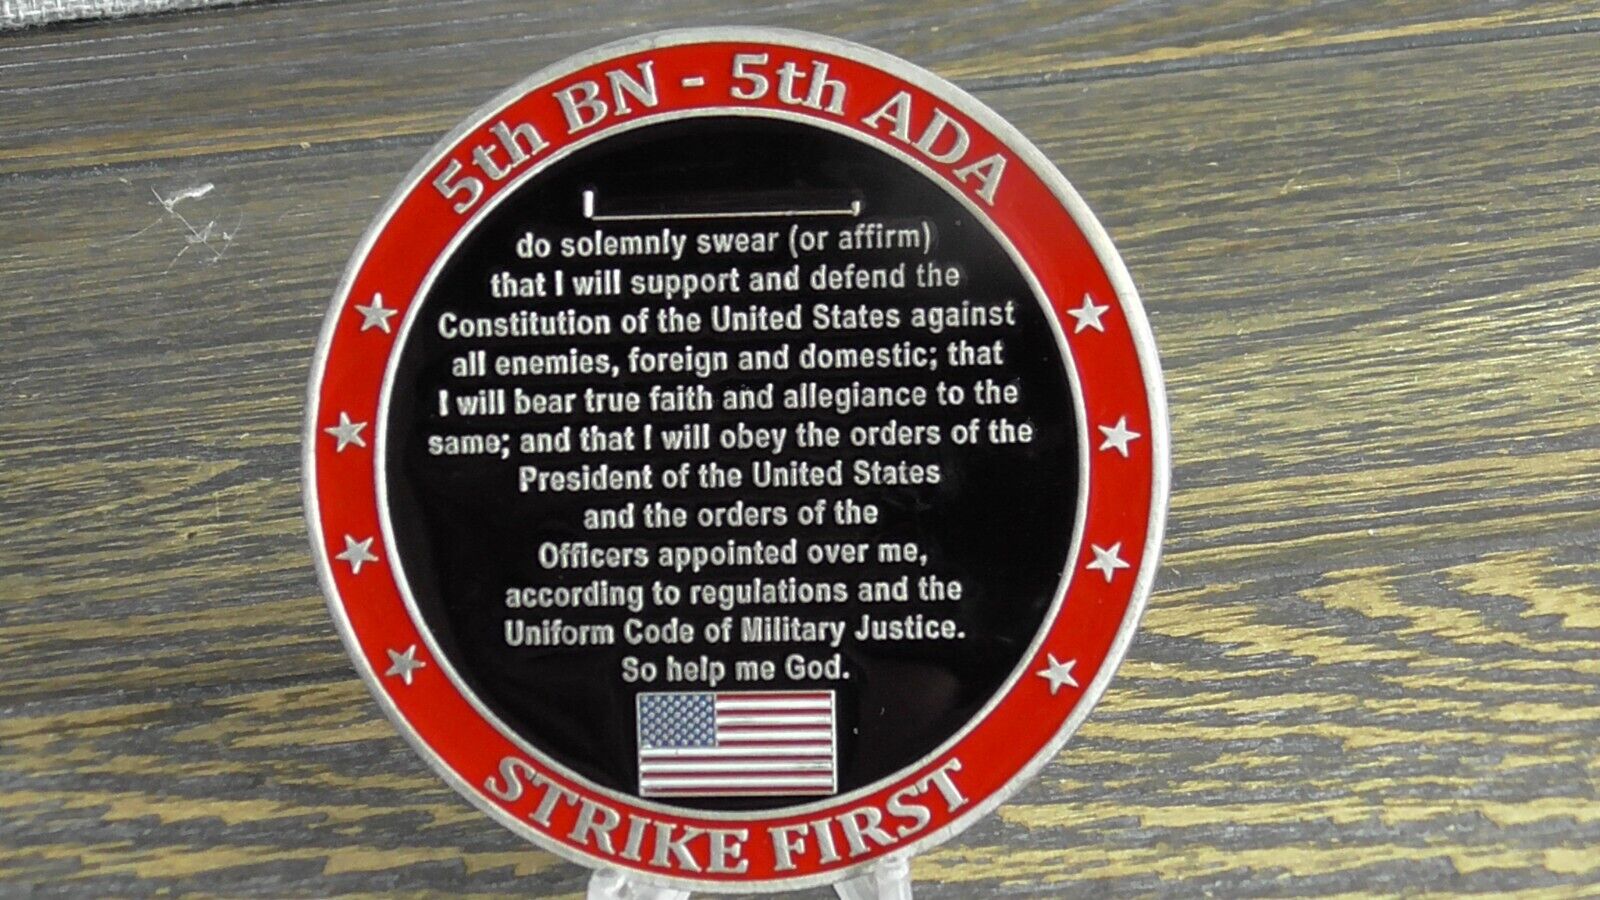 5th BN - 5th ADA
I_______________,
do solemnly swear (or affirm)
that I will support and defend the
Constitution of the United States against
all enemies, foreign and domestic; that
I will bear true faith and allegiance to the
same; and that I will obey the orders of the
President of the United States
and the orders of the
Officers appointed over me,
according to regulations and the
Uniform Code of Military Justice.
So help me God.
STRIKE FIRST